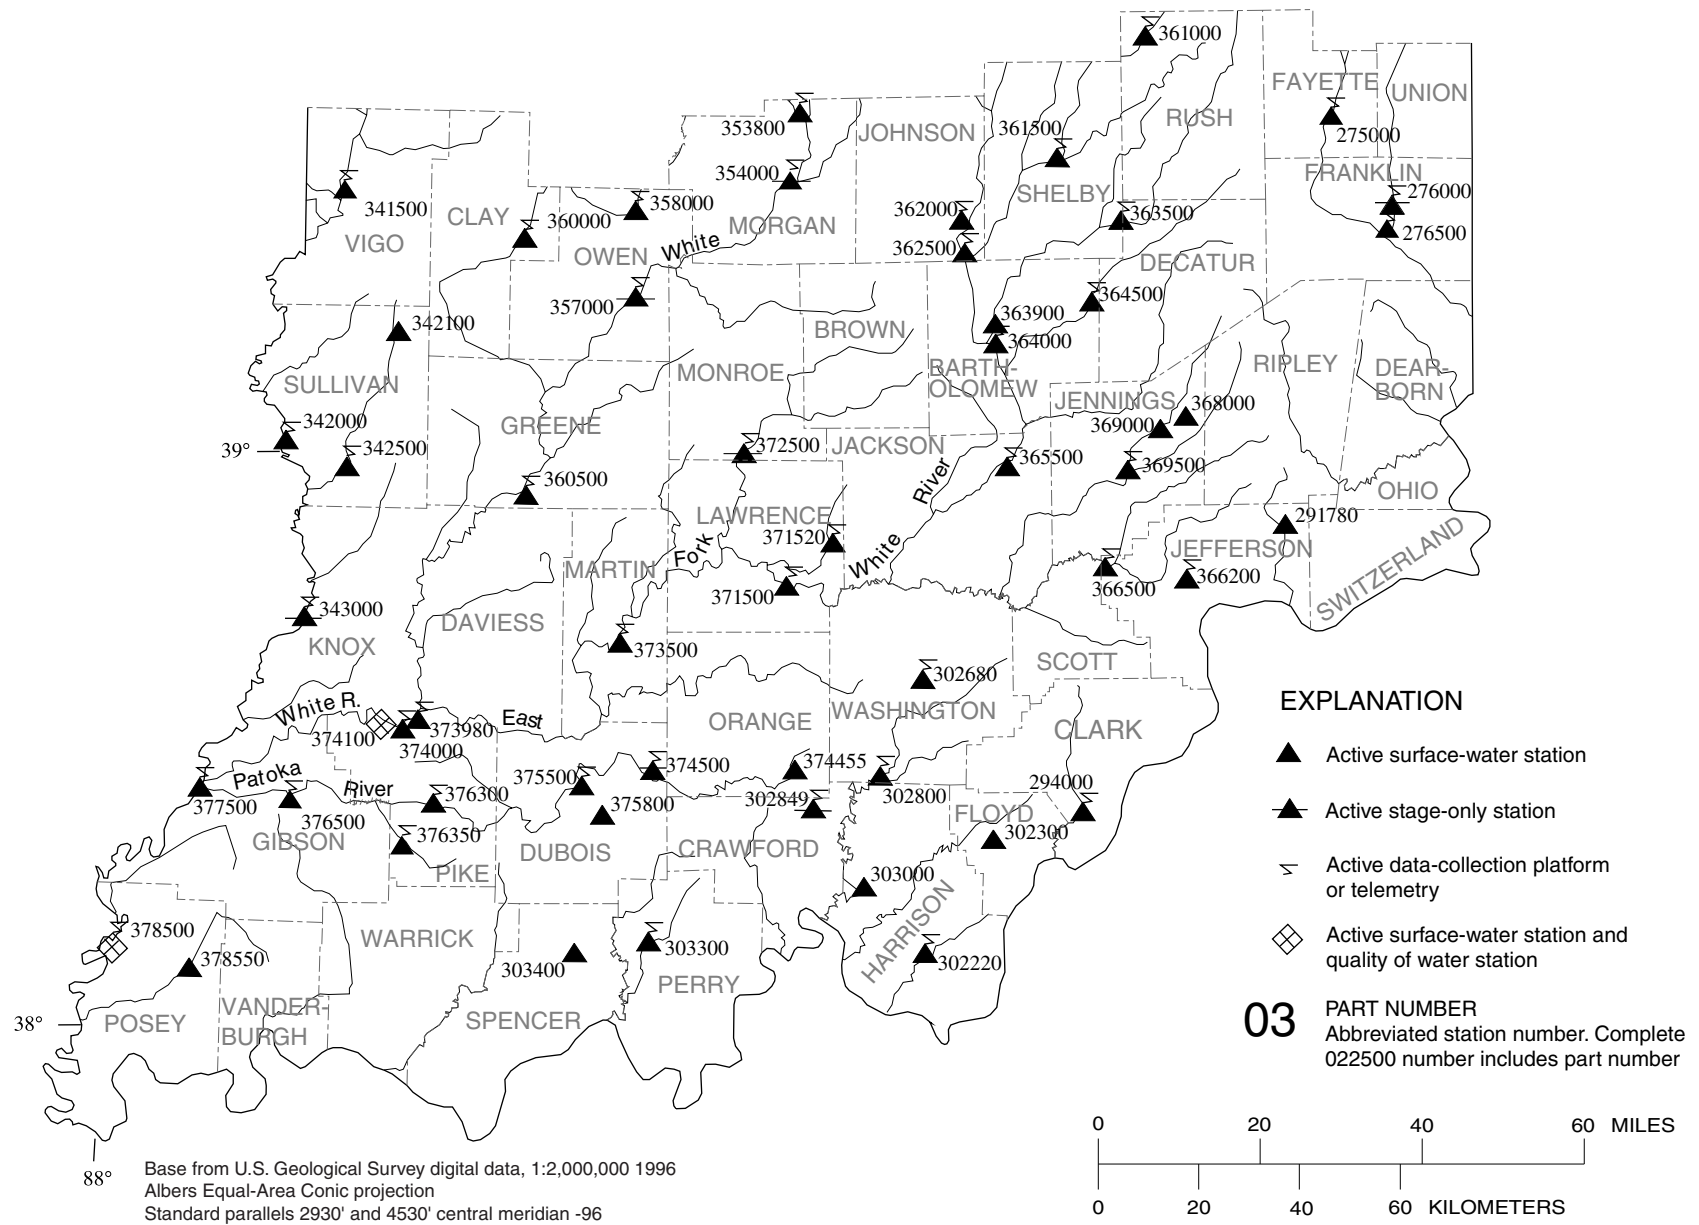 361000
FAYETTE
UNION
353800
JOHNSON
361500
RUSH
275000
354000
FRANKLIN
276000
341500
CLAY
360000
358000
MORGAN
362000
SHELBY
363500
276500
VIGO
OWEN
White
362500
DECATUR
357000
364500
342100
BROWN
363900
364000
SULLIVAN
MONROE
BARTH-
OLOMEW
RIPLEY
DEAR-
BORN
JENNINGS
368000
342000
GREENE
369000
39°
342500
372500
JACKSON
365500
369500
360500
River
OHIO
LAWRENCE
291780
371520
JEFFERSON
MARTIN
Fork
White
366500
366200
SWITZERLAND
371500
343000
DAVIESS
KNOX
373500
SCOTT
302680
White R.
East
ORANGE
WASHINGTON
CLARK
374100
373980
374000
Patoka
River
375500
374500
374455
377500
376300
375800
302849
302800
294000
376500
GIBSON
376350
FLOYD
302300
DUBOIS
CRAWFORD
PIKE
303000
HARRISON
378500
WARRICK
378550
303400
303300
302220
PERRY
38°
POSEY
VANDER-
BURGH
SPENCER
88°
EXPLANATION
Active surface-water station
Active stage-only station
Active data-collection platform
or telemetry
Active surface-water station and
quality of water station
03
PART NUMBER
Abbreviated station number. Complete
022500 number includes part number
0 20 40 60 MILES
0 20 40 60 KILOMETERS
Base from U.S. Geological Survey digital data, 1:2,000,000 1996
Albers Equal-Area Conic projection
Standard parallels 2930' and 4530' central meridian -96